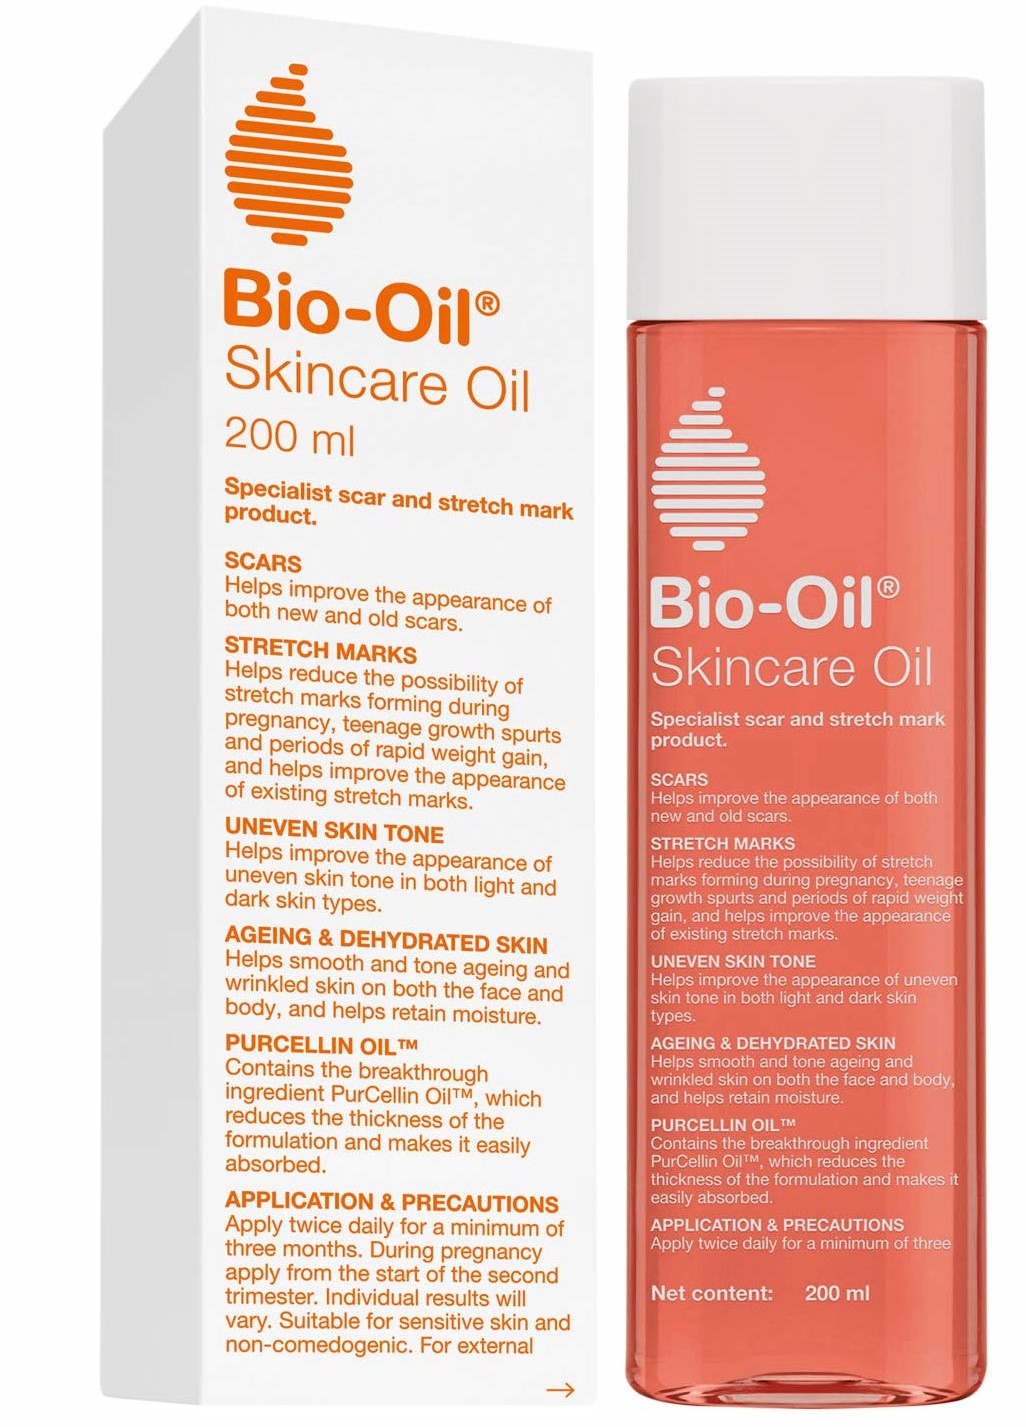 Bio-Oil®
Skincare Oil
200 ml
Specialist scar and stretch mark
product.
SCARS
Helps improve the appearance of
both new and old scars.
STRETCH MARKS
Helps reduce the possibility of
stretch marks forming during
pregnancy, teenage growth spurts
and periods of rapid weight gain,
and helps improve the appearance
of existing stretch marks.
UNEVEN SKIN TONE
Helps improve the appearance of
uneven skin tone in both light and
dark skin types.
AGEING & DEHYDRATED SKIN
Helps smooth and tone ageing and
wrinkled skin on both the face and
body, and helps retain moisture.
PURCELLIN OIL™
Contains the breakthrough
ingredient PurCellin Oil™, which
reduces the thickness of the
formulation and makes it easily
absorbed.
APPLICATION & PRECAUTIONS
Apply twice daily for a minimum of
three months. During pregnancy
apply from the start of the second
trimester. Individual results will
vary. Suitable for sensitive skin and
non-comedogenic. For external
Bio-Oil®
Skincare Oil
Specialist scar and stretch mark
product.
SCARS
Helps improve the appearance of both
new and old scars.
STRETCH MARKS
Helps reduce the possibility of stretch
marks forming during pregnancy, teenage
growth spurts and periods of rapid weight
gain, and helps improve the appearance
of existing stretch marks.
UNEVEN SKIN TONE
Helps improve the appearance of uneven
skin tone in both light and dark skin
types.
AGEING & DEHYDRATED SKIN
Helps smooth and tone ageing and
wrinkled skin on both the face and body,
and helps retain moisture.
PURCELLIN OIL™
Contains the breakthrough ingredient
PurCellin Oil™, which reduces the
thickness of the formulation and makes it
easily absorbed.
APPLICATION & PRECAUTIONS
Apply twice daily for a minimum of three
Net content: 200 ml